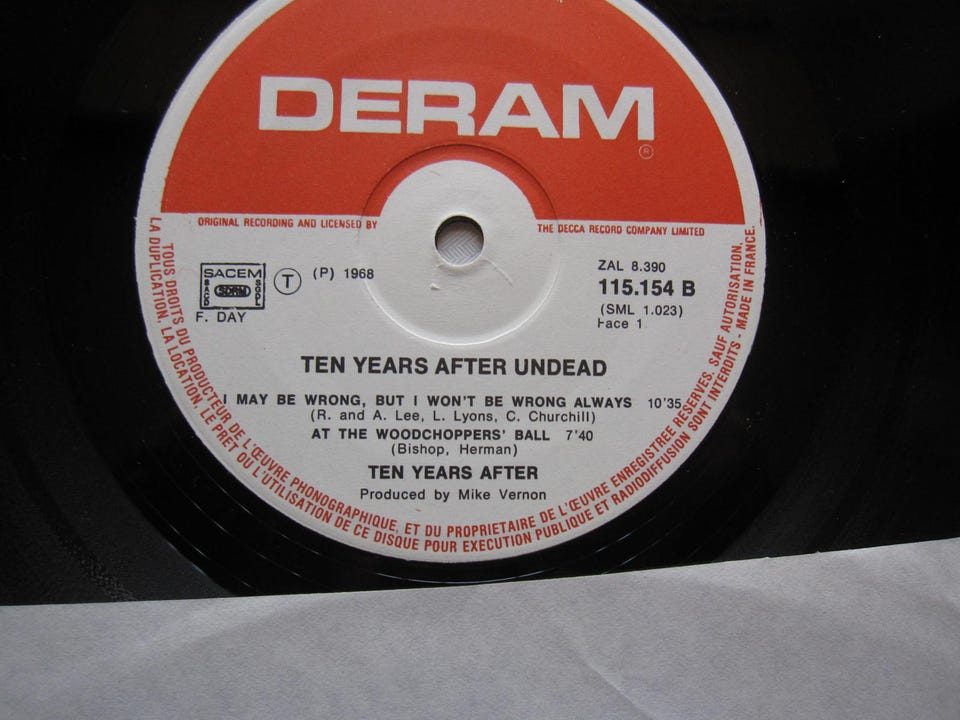 DERAM
®
ORIGINAL RECORDING AND LICENSED BY THE DECCA RECORD COMPANY LIMITED
SACEM
SACD SDRM SGDL
F. DAY
T
(P) 1968
ZAL 8.390
115.154 B
(SML 1.023)
Face 1
TEN YEARS AFTER UNDEAD
I MAY BE WRONG, BUT I WON'T BE WRONG ALWAYS 10'35
(R. and A. Lee, L. Lyons, C. Churchill)
AT THE WOODCHOPPERS' BALL 7'40
(Bishop, Herman)
TEN YEARS AFTER
Produced by Mike Vernon
TOUS DROITS DU PRODUCTEUR DE L'ŒUVRE PHONOGRAPHIQUE, ET DU PROPRIETAIRE DE L'ŒUVRE ENREGISTREE RESERVES. SAUF AUTORISATION.
LA DUPLICATION. LA LOCATION. LE PRÊT OU L'UTILISATION DE CE DISQUE POUR EXECUTION PUBLIQUE ET RADIODIFFUSION SONT INTERDITS - MADE IN FRANCE.